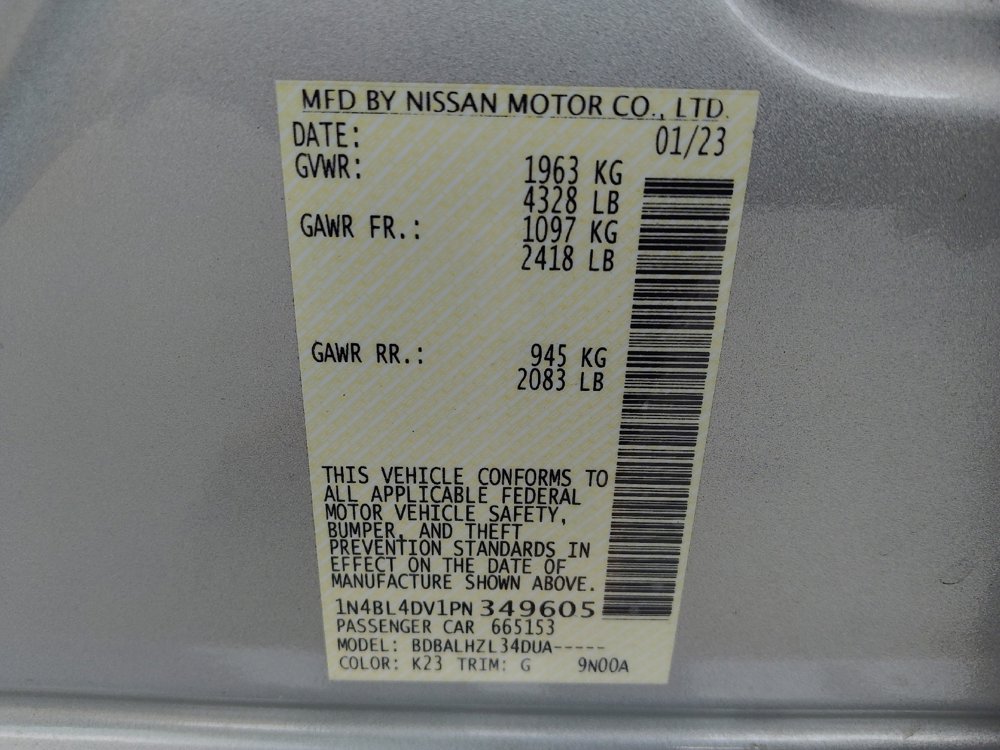 MFD BY NISSAN MOTOR CO., LTD.
DATE: 01/23
GVWR: 1963 KG
4328 LB
GAWR FR.: 1097 KG
2418 LB
GAWR RR.: 945 KG
2083 LB
THIS VEHICLE CONFORMS TO
ALL APPLICABLE FEDERAL
MOTOR VEHICLE SAFETY,
BUMPER, AND THEFT
PREVENTION STANDARDS IN
EFFECT ON THE DATE OF
MANUFACTURE SHOWN ABOVE.
1N4BL4DV1PN 349605
PASSENGER CAR 665153
MODEL: BDBALHZL34DUA-----
COLOR: K23 TRIM: G 9N00A